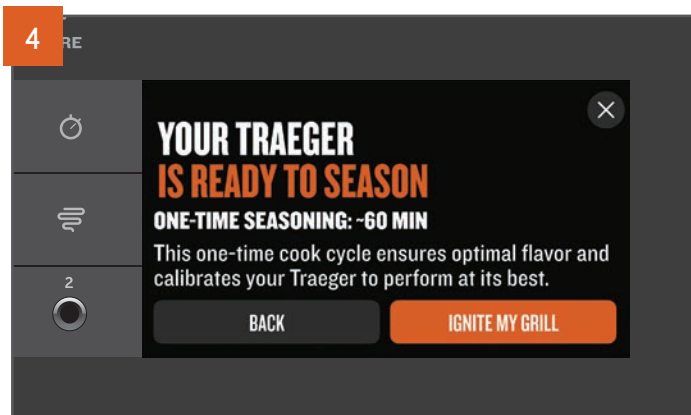 4
RE
YOUR TRAEGER
IS READY TO SEASON
ONE-TIME SEASONING: ~60 MIN
This one-time cook cycle ensures optimal flavor and
calibrates your Traeger to perform at its best.
2
BACK
IGNITE MY GRILL